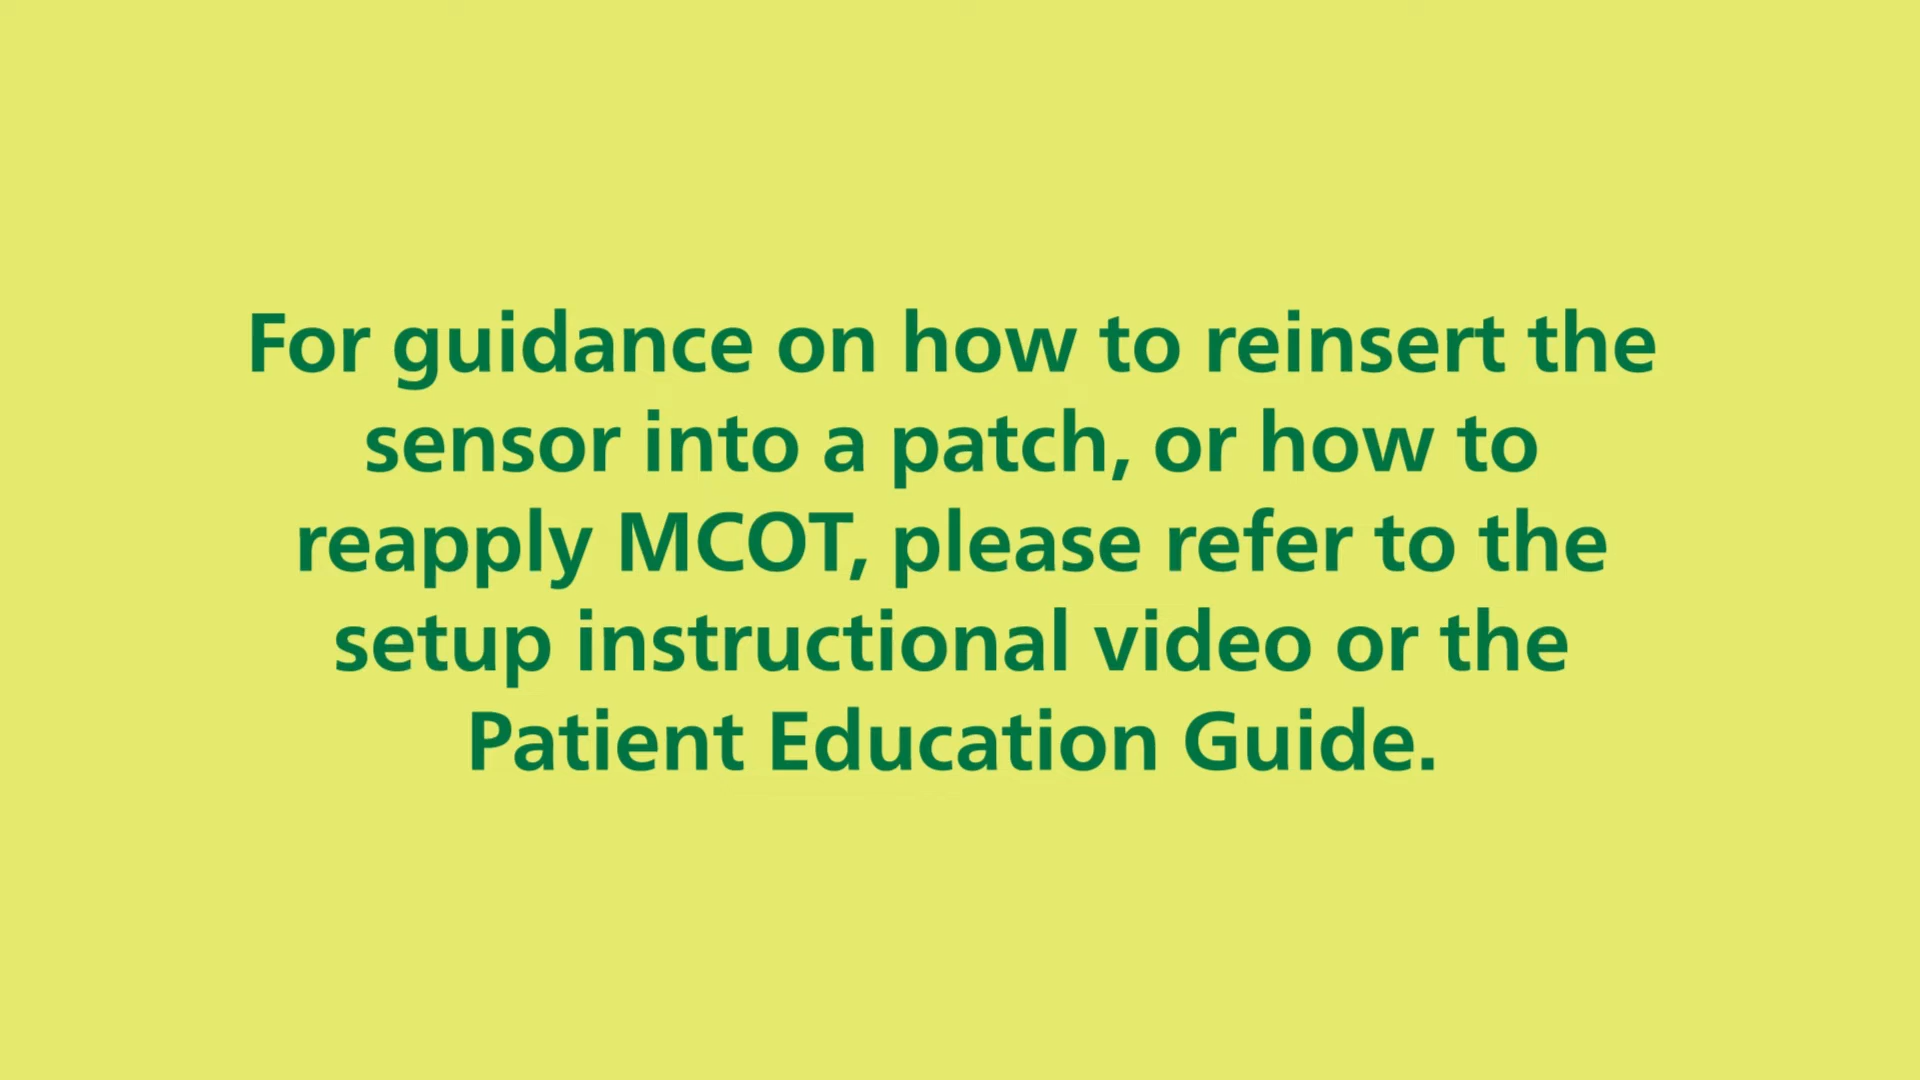 For guidance on how to reinsert the
sensor into a patch, or how to
reapply MCOT, please refer to the
setup instructional video or the
Patient Education Guide.